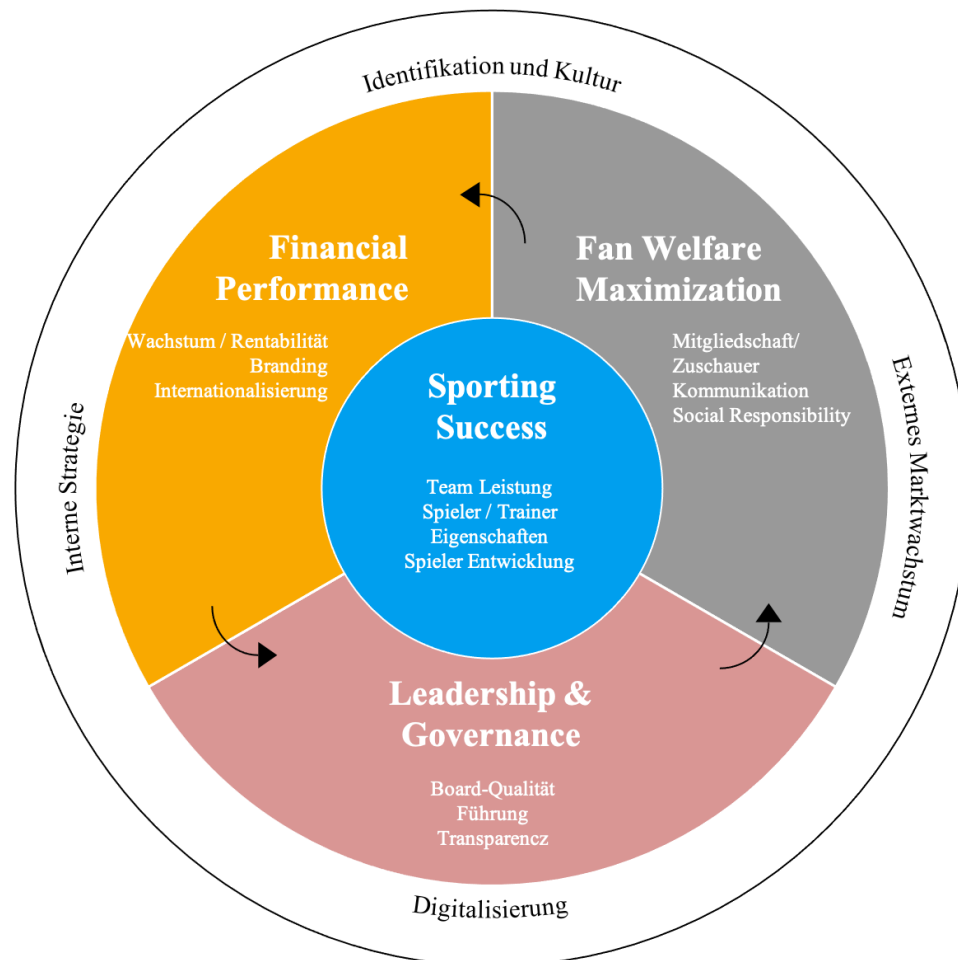 Identifikation und Kultur
Financial
Performance
Wachstum / Rentabilität
Branding
Internationalisierung
Fan Welfare
Maximization
Mitgliedschaft/
Zuschauer
Kommunikation
Social Responsibility
Sporting
Success
Team Leistung
Spieler / Trainer
Eigenschaften
Spieler Entwicklung
Interne Strategie
Externes Marktwachstum
Leadership &
Governance
Board-Qualität
Führung
Transparencz
Digitalisierung